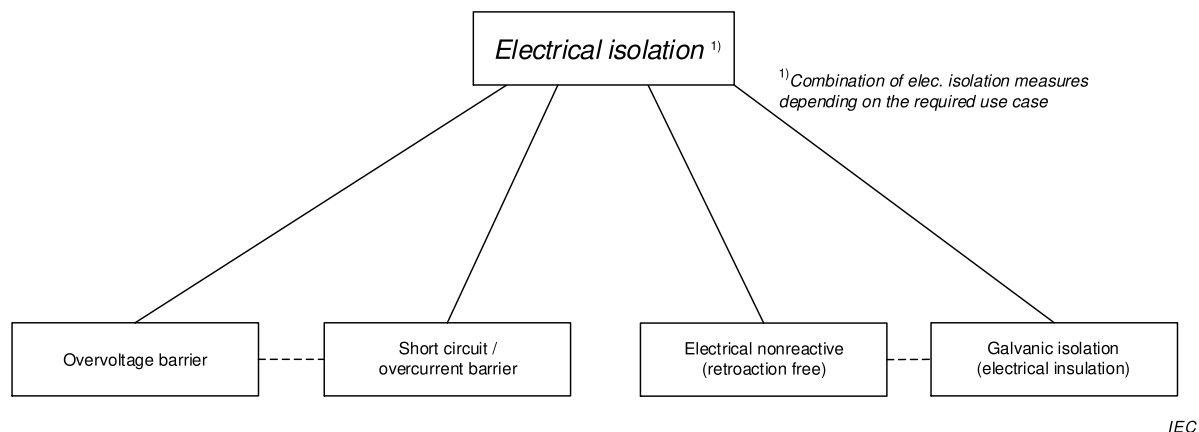 Electrical isolation 1)
1)Combination of elec. isolation measures
depending on the required use case
Overvoltage barrier
Short circuit /
overcurrent barrier
Electrical nonreactive
(retroaction free)
Galvanic isolation
(electrical insulation)
IEC